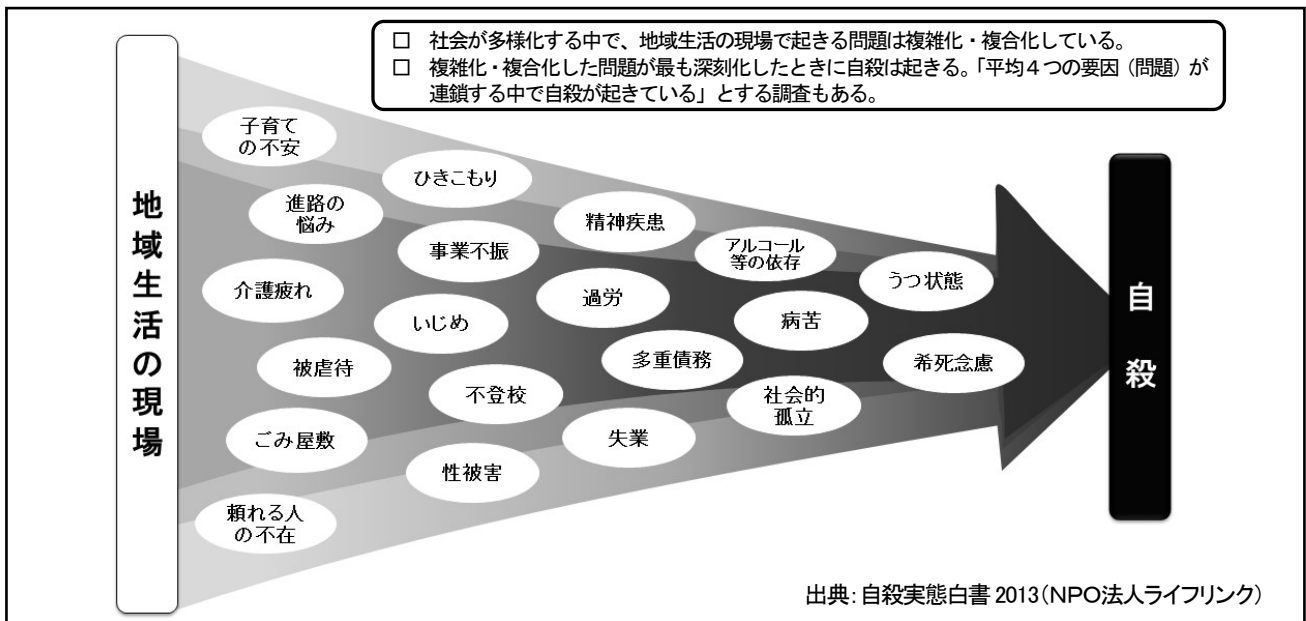 □ 社会が多様化する中で、地域生活の現場で起きる問題は複雑化・複合化している。
□ 複雑化・複合化した問題が最も深刻化したときに自殺は起きる。「平均４つの要因（問題）が
連鎖する中で自殺が起きている」とする調査もある。
地域生活の現場
子育て
の不安
進路の
悩み
介護疲れ
被虐待
ごみ屋敷
頼れる人
の不在
ひきこもり
事業不振
いじめ
不登校
性被害
精神疾患
過労
多重債務
失業
アルコール
等の依存
病苦
社会的
孤立
うつ状態
希死念慮
自殺
出典：自殺実態白書 2013（ＮＰＯ法人ライフリンク）